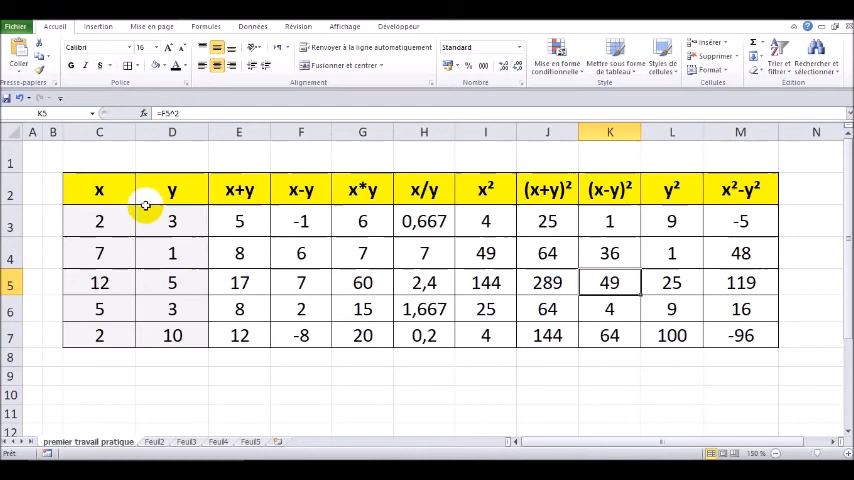 Fichier Accueil Insertion Mise en page Formules Données Révision Affichage Développeur
Calibri 16 A A Renvoyer à la ligne automatiquement Standard Insérer Σ
Coller G I S A Fusionner et centrer % 000 Mise en forme conditionnelle Mettre sous forme de tableau Styles de cellules Supprimer Format Trier et filtrer Rechercher et sélectionner
Presse-papiers Police Alignement Nombre Style Cellules Édition
K5 fx =F5^2
A B C D E F G H I J K L M N
1
2 x y x+y x-y x*y x/y x² (x+y)² (x-y)² y² x²-y²
3 2 3 5 -1 6 0,667 4 25 1 9 -5
4 7 1 8 6 7 7 49 64 36 1 48
5 12 5 17 7 60 2,4 144 289 49 25 119
6 5 3 8 2 15 1,667 25 64 4 9 16
7 2 10 12 -8 20 0,2 4 144 64 100 -96
8
9
10
11
12
premier travail pratique Feuil2 Feuil3 Feuil4 Feuil5
Prêt 150 %